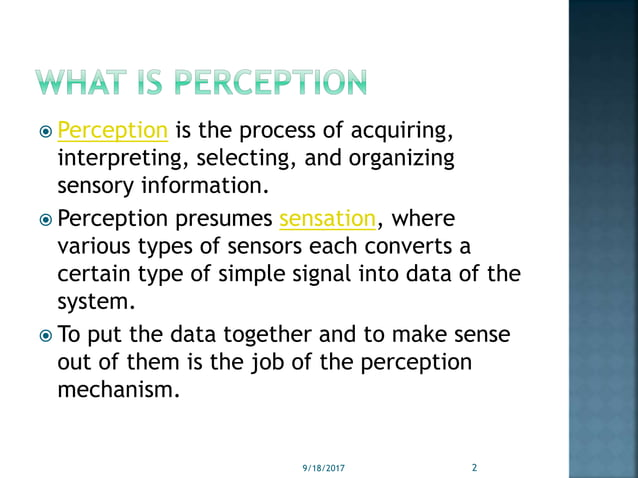 WHAT IS PERCEPTION
Perception is the process of acquiring,
interpreting, selecting, and organizing
sensory information.
Perception presumes sensation, where
various types of sensors each converts a
certain type of simple signal into data of the
system.
To put the data together and to make sense
out of them is the job of the perception
mechanism.
9/18/2017 2